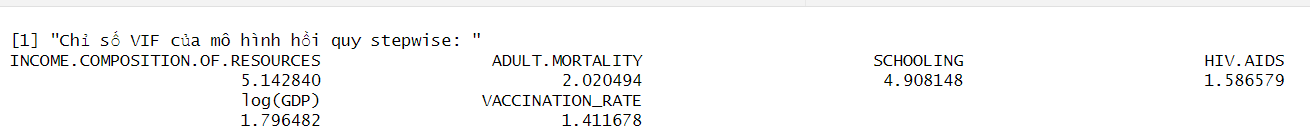 [1] "Chỉ số VIF của mô hình hồi quy stepwise: "
INCOME.COMPOSITION.OF.RESOURCES ADULT.MORTALITY SCHOOLING HIV.AIDS
5.142840 2.020494 4.908148 1.586579
log(GDP) VACCINATION_RATE
1.796482 1.411678